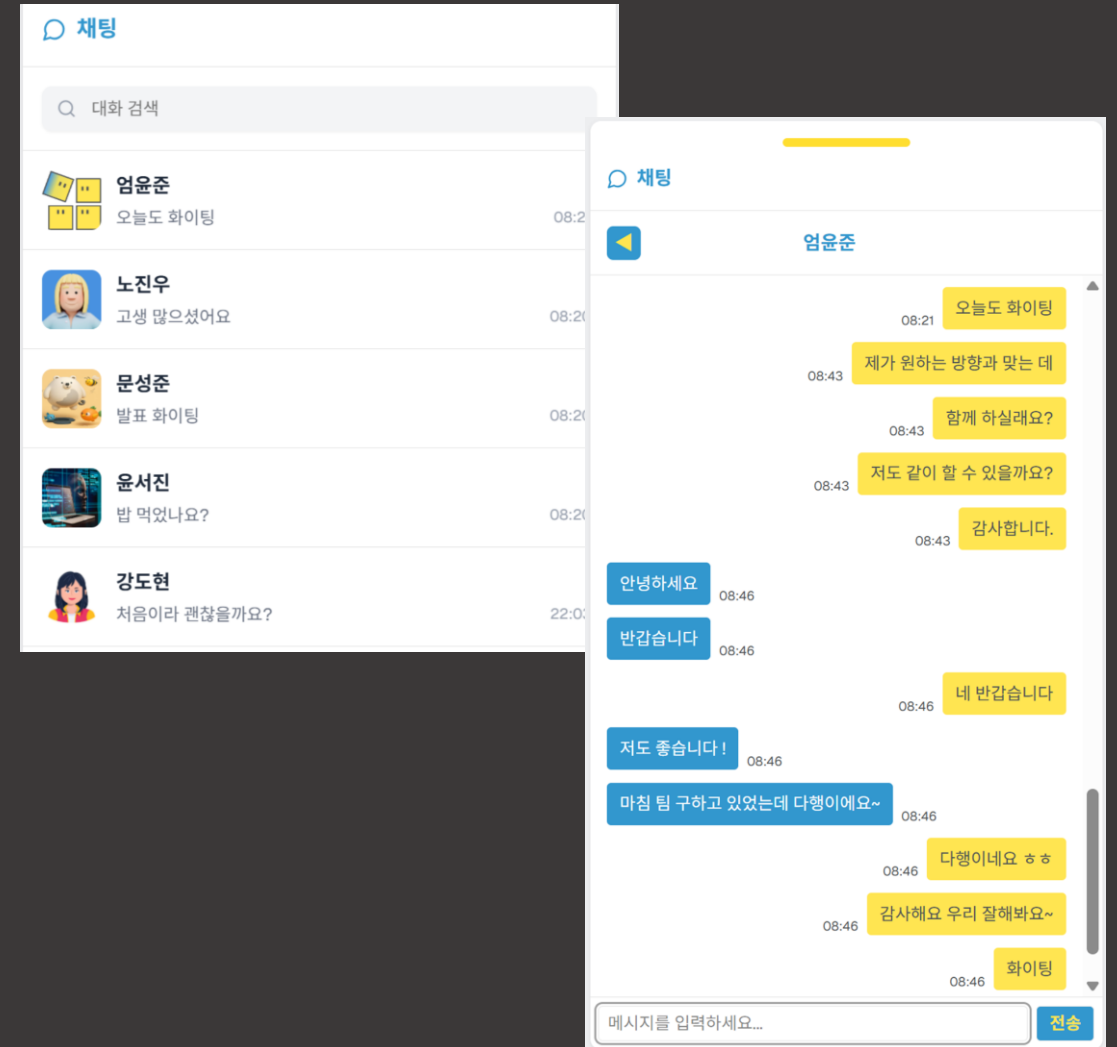 채팅
대화 검색
엄윤준
오늘도 화이팅
08:2
노진우
고생 많으셨어요
08:20
문성준
발표 화이팅
08:20
윤서진
밥 먹었나요?
08:20
강도현
처음이라 괜찮을까요?
22:03
채팅
엄윤준
오늘도 화이팅
08:21
제가 원하는 방향과 맞는 데
08:43
함께 하실래요?
08:43
저도 같이 할 수 있을까요?
08:43
감사합니다.
08:43
안녕하세요
08:46
반갑습니다
08:46
네 반갑습니다
08:46
저도 좋습니다 !
08:46
마침 팀 구하고 있었는데 다행이에요~
08:46
다행이네요 ㅎㅎ
08:46
감사해요 우리 잘해봐요~
08:46
화이팅
08:46
메시지를 입력하세요...
전송